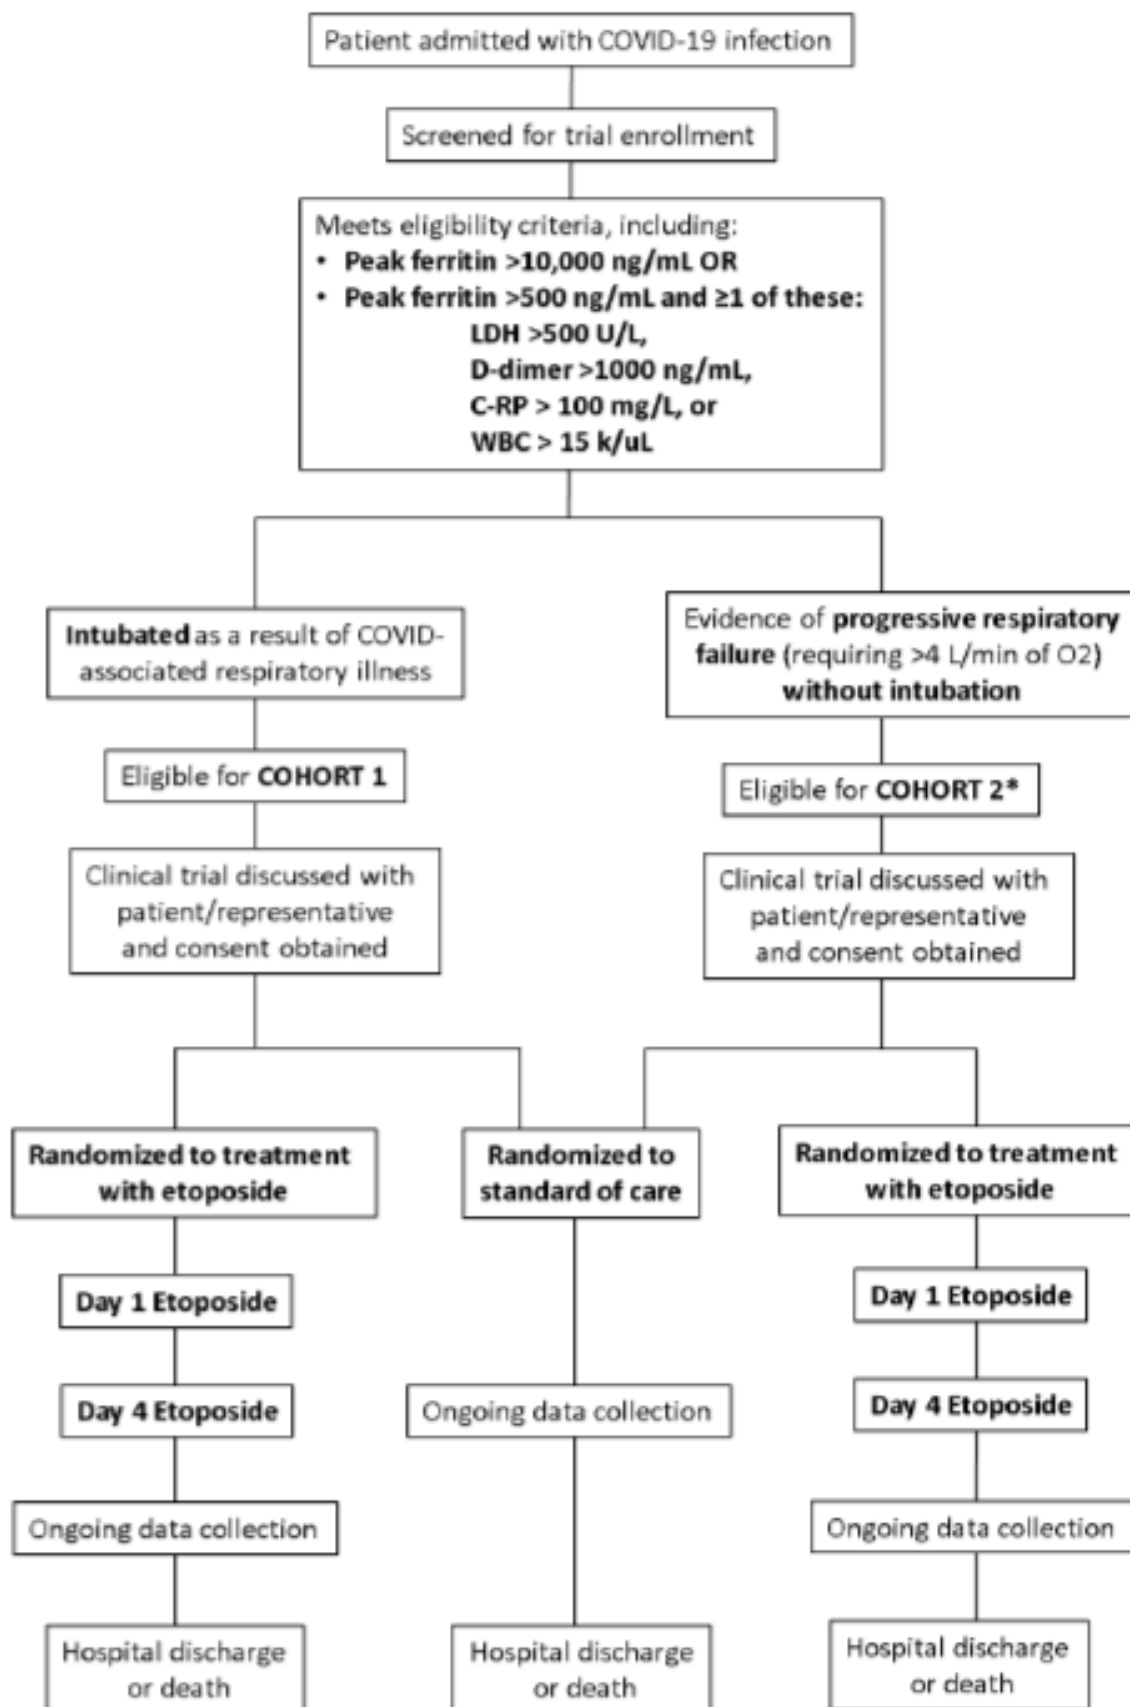 Patient admitted with COVID-19 infection
Screened for trial enrollment
Meets eligibility criteria, including:
• Peak ferritin >10,000 ng/mL OR
• Peak ferritin >500 ng/mL and ≥1 of these:
LDH >500 U/L,
D-dimer >1000 ng/mL,
C-RP > 100 mg/L, or
WBC > 15 k/uL
Intubated as a result of COVID-
associated respiratory illness
Evidence of progressive respiratory
failure (requiring >4 L/min of O2)
without intubation
Eligible for COHORT 1
Eligible for COHORT 2*
Clinical trial discussed with
patient/representative
and consent obtained
Clinical trial discussed with
patient/representative
and consent obtained
Randomized to treatment
with etoposide
Randomized to
standard of care
Randomized to treatment
with etoposide
Day 1 Etoposide
Day 1 Etoposide
Day 4 Etoposide
Ongoing data collection
Day 4 Etoposide
Ongoing data collection
Ongoing data collection
Hospital discharge
or death
Hospital discharge
or death
Hospital discharge
or death